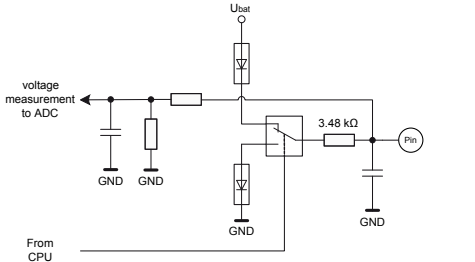 Ubat
voltage
measurement
to ADC
3.48 kΩ
Pin
GND
GND
GND
GND
From
CPU